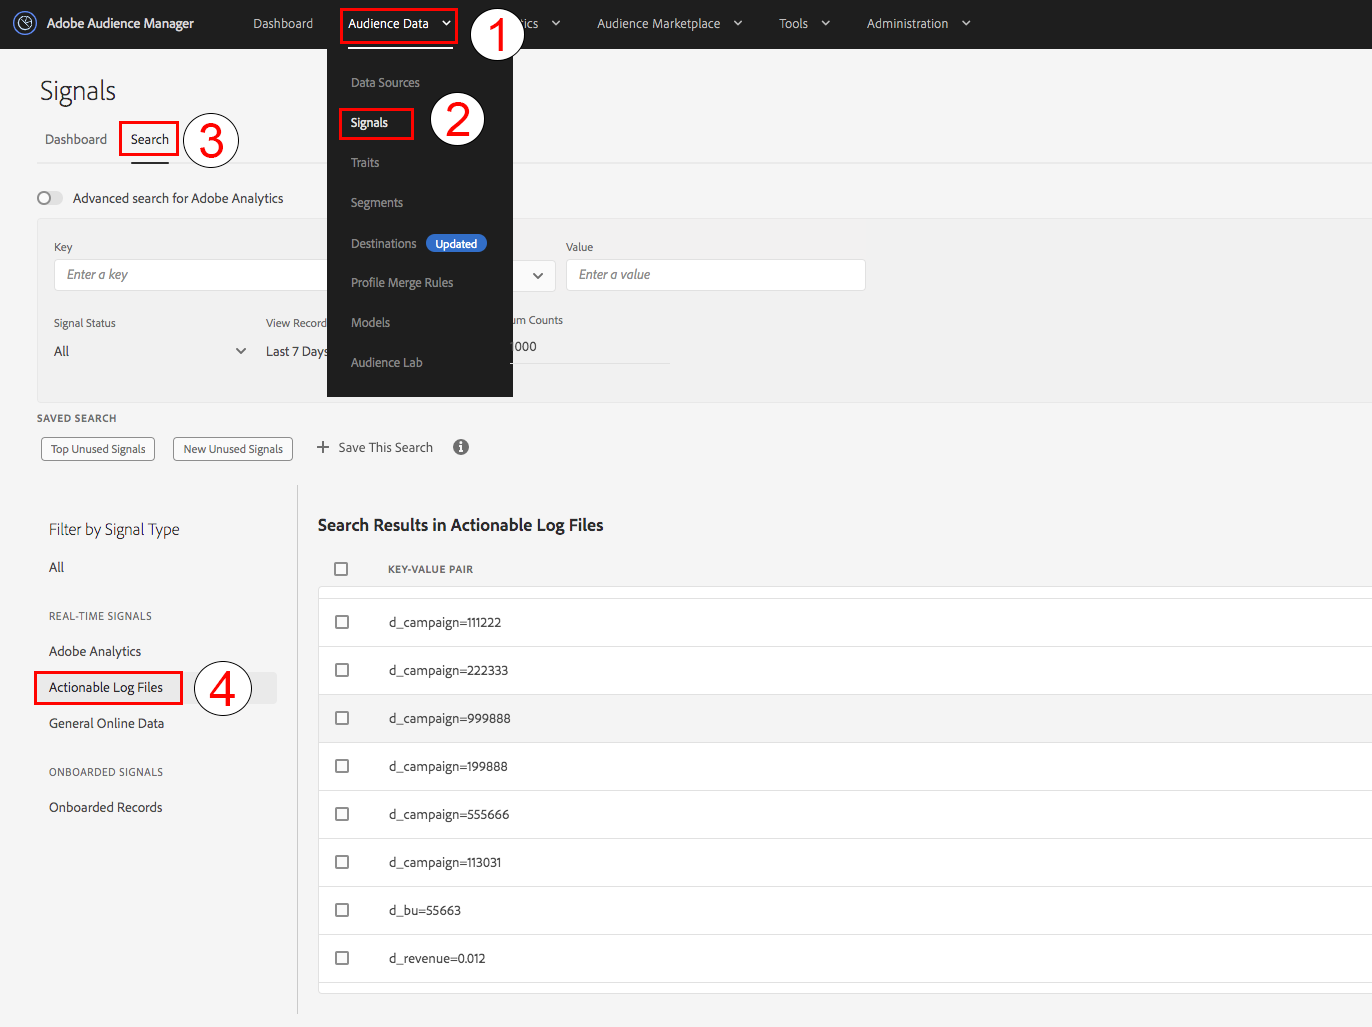 Adobe Audience Manager Dashboard Audience Data 1 tics Audience Marketplace Tools Administration
Signals
Data Sources
Signals 2
Dashboard Search 3
Traits
Advanced search for Adobe Analytics
Segments
Destinations Updated
Key Value
Enter a key Enter a value
Profile Merge Rules
Signal Status View Record Models um Counts
All Last 7 Days 000
Audience Lab
SAVED SEARCH
Top Unused Signals New Unused Signals + Save This Search
Filter by Signal Type Search Results in Actionable Log Files
All KEY-VALUE PAIR
REAL-TIME SIGNALS d_campaign=111222
Adobe Analytics d_campaign=222333
Actionable Log Files 4
General Online Data d_campaign=999888
ONBOARDED SIGNALS d_campaign=199888
Onboarded Records d_campaign=555666
d_campaign=113031
d_bu=55663
d_revenue=0.012